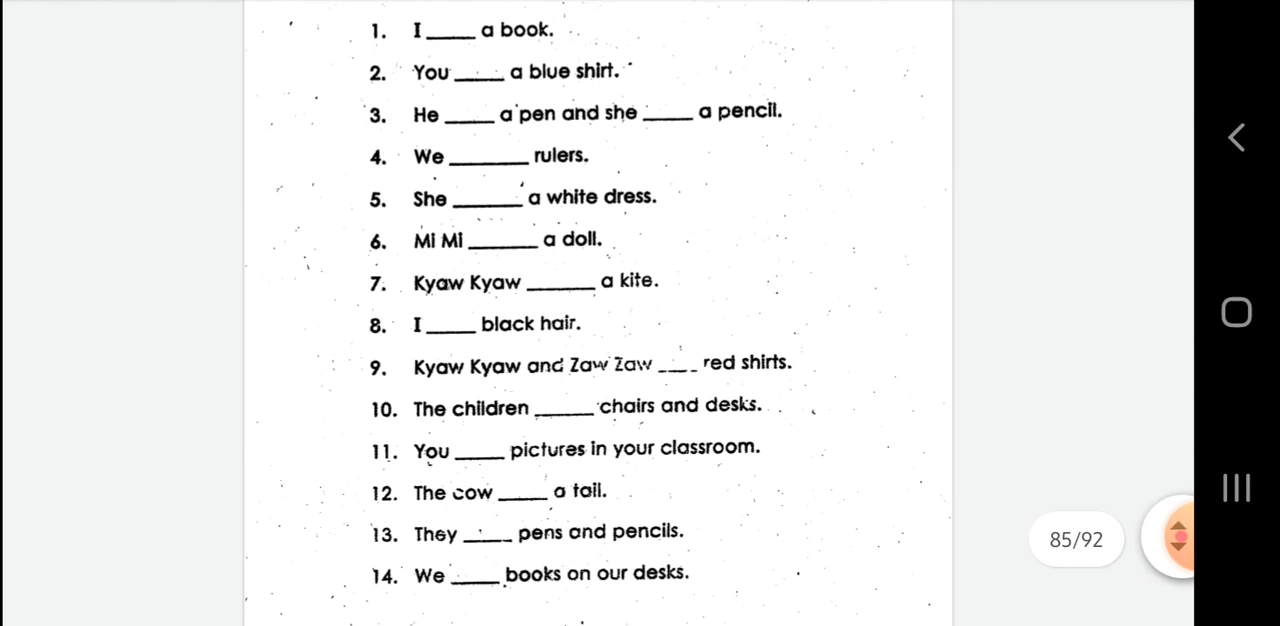 1. I _____ a book.
2. You _____ a blue shirt.
3. He _____ a pen and she _____ a pencil.
4. We ________ rulers.
5. She _______ a white dress.
6. Mi Mi _______ a doll.
7. Kyaw Kyaw _______ a kite.
8. I _____ black hair.
9. Kyaw Kyaw and Zaw Zaw ____ red shirts.
10. The children ______ chairs and desks.
11. You _____ pictures in your classroom.
12. The cow _____ a tail.
13. They _____ pens and pencils.
14. We _____ books on our desks.
85/92